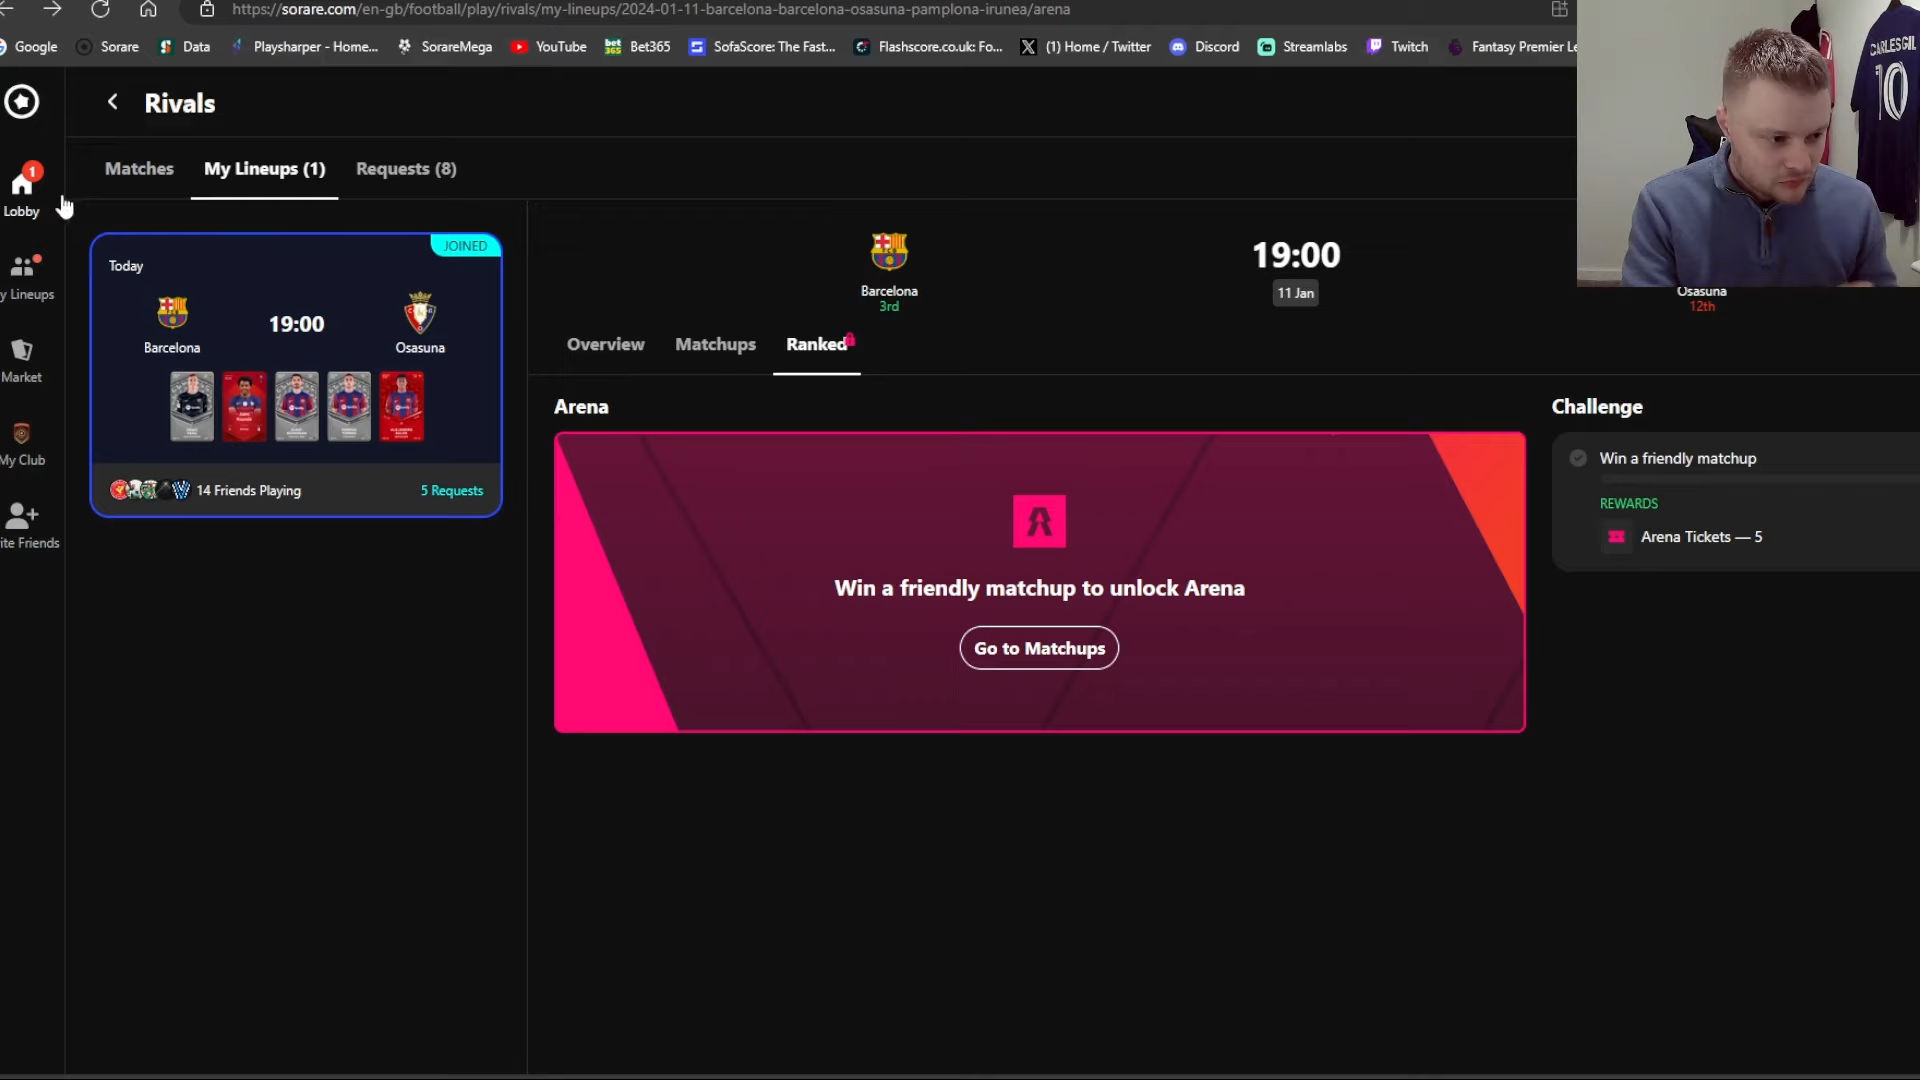 https://sorare.com/en-gb/football/play/rivals/my-lineups/2024-01-11-barcelona-barcelona-osasuna-pamplona-irunea/arena
Google Sorare Data Playsharper - Home... SorareMega YouTube bet365 Bet365 SofaScore: The Fast... Flashscore.co.uk: Fo... (1) Home / Twitter Discord Streamlabs Twitch Fantasy Premier Le
CARLES GIL
10
Rivals
Matches My Lineups (1) Requests (8)
1
Lobby
y Lineups
Market
My Club
ite Friends
JOINED
Today
19:00
Barcelona Osasuna
14 Friends Playing 5 Requests
Barcelona
3rd
19:00
11 Jan
Osasuna
12th
Overview Matchups Ranked
Arena
Win a friendly matchup to unlock Arena
Go to Matchups
Challenge
Win a friendly matchup
REWARDS
Arena Tickets — 5